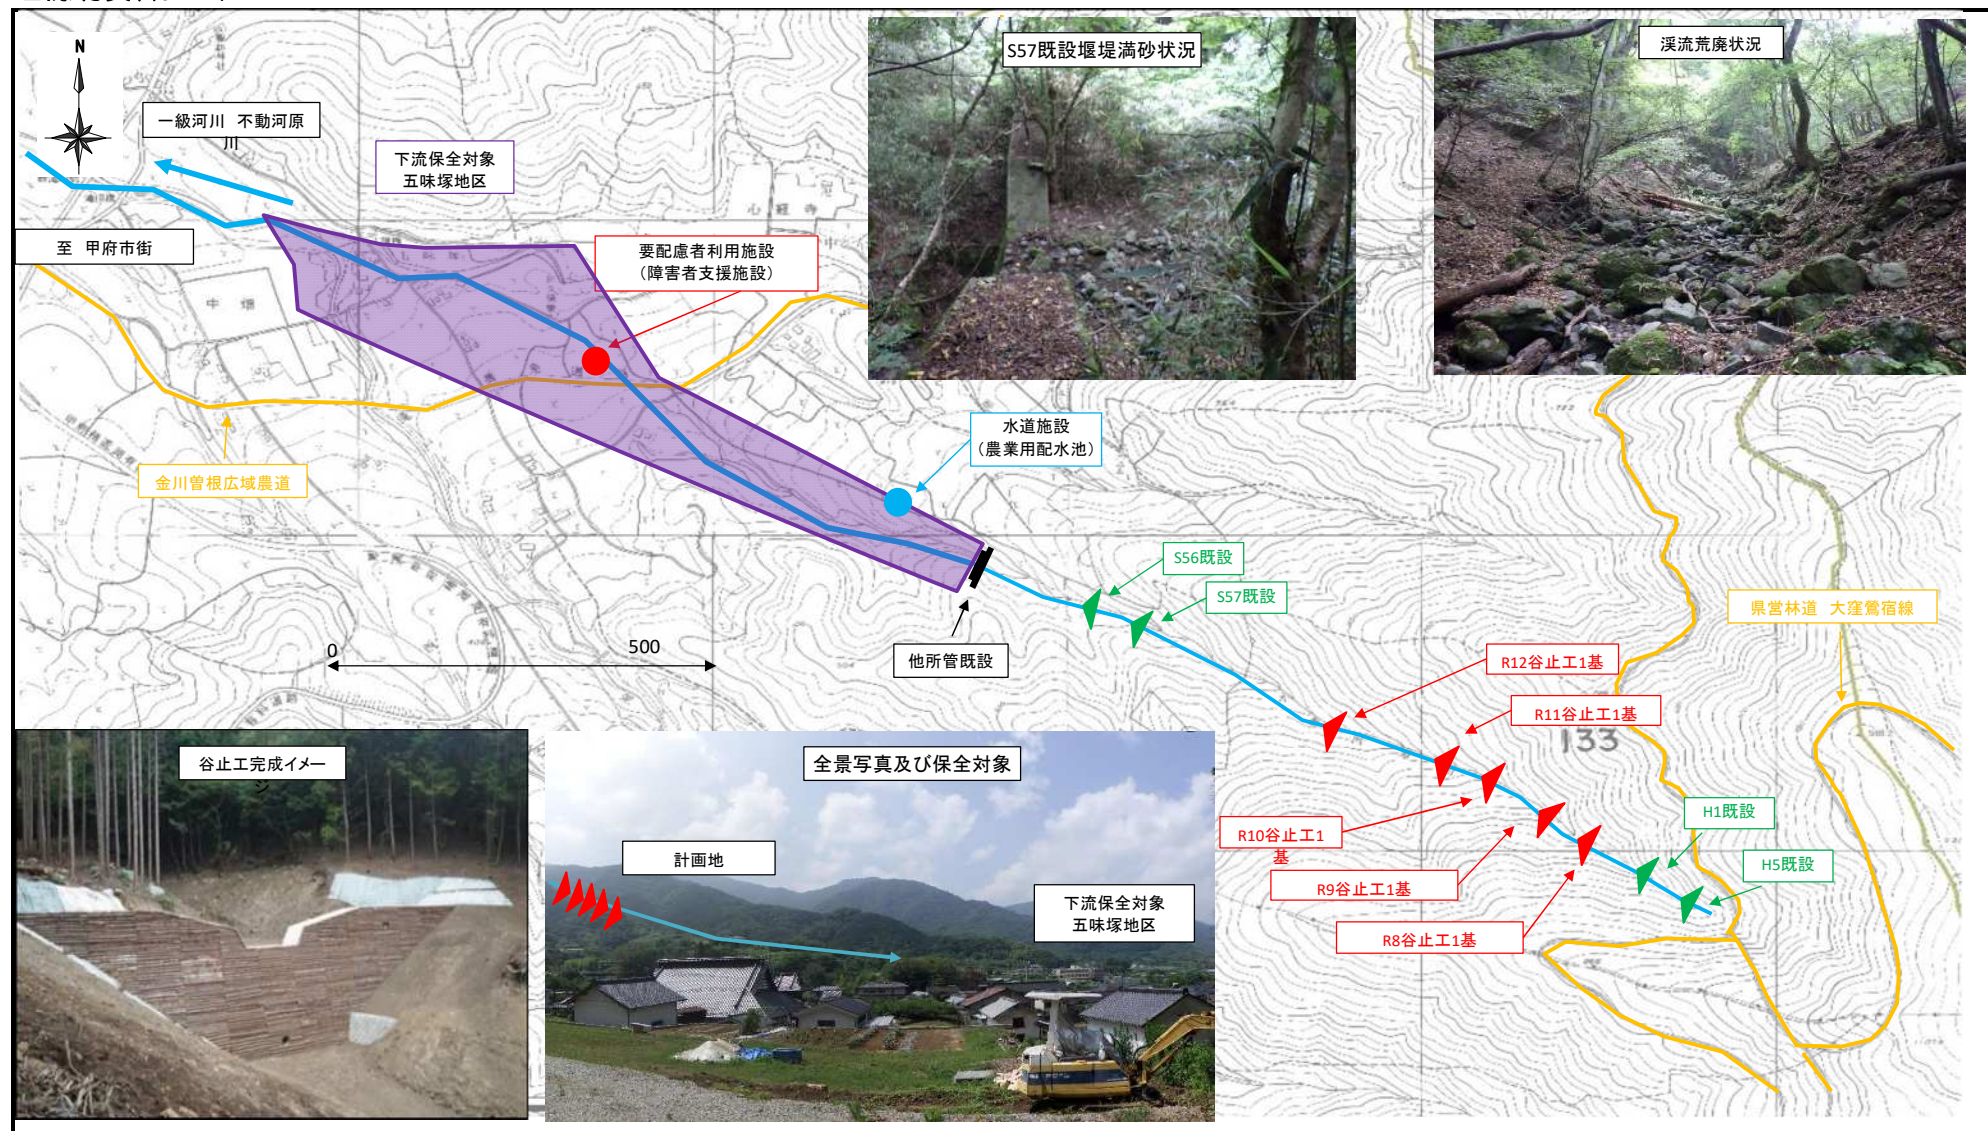 N
一級河川 不動河原
川
下流保全対象
五味塚地区
至 甲府市街
要配慮者利用施設
（障害者支援施設）
中畑
心経寺
金川曽根広域農道
S57既設堰堤満砂状況
渓流荒廃状況
水道施設
（農業用配水池）
S56既設
S57既設
他所管既設
0
500
県営林道 大窪鶯宿線
R12谷止工1基
R11谷止工1基
133
R10谷止工1
基
R9谷止工1基
R8谷止工1基
H1既設
H5既設
谷止工完成イメー
ジ
全景写真及び保全対象
計画地
下流保全対象
五味塚地区